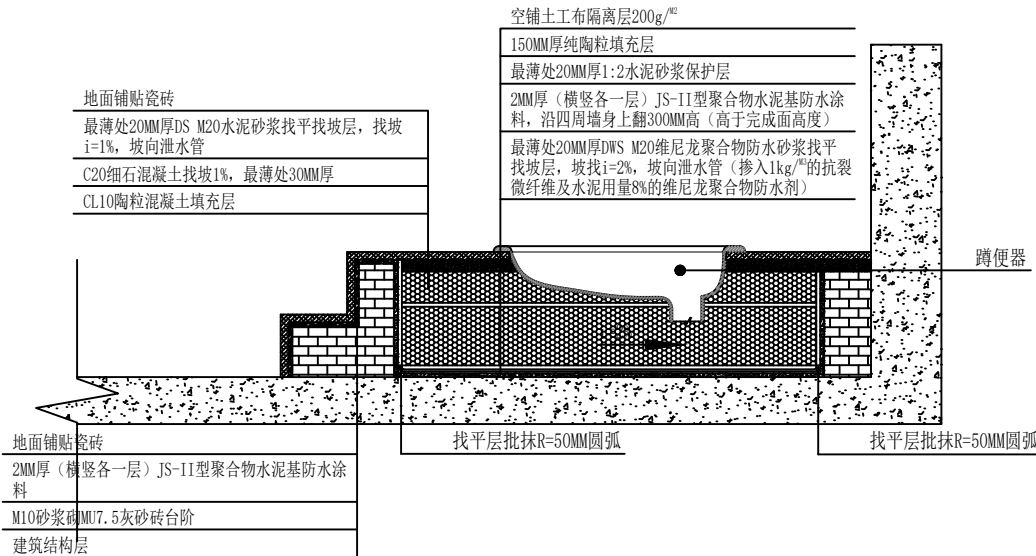 空铺土工布隔离层200g/M2
150MM厚纯陶粒填充层
最薄处20MM厚1:2水泥砂浆保护层
2MM厚（横竖各一层）JS-II型聚合物水泥基防水涂
料，沿四周墙身上翻300MM高（高于完成面高度）
最薄处20MM厚DWS M20维尼龙聚合物防水砂浆找平
找坡层，坡找i=2%，坡向泄水管（掺入1kg/M3的抗裂
微纤维及水泥用量8%的维尼龙聚合物防水剂）
地面铺贴瓷砖
最薄处20MM厚DS M20水泥砂浆找平找坡层，找坡
i=1%，坡向泄水管
C20细石混凝土找坡1%，最薄处30MM厚
CL10陶粒混凝土填充层
蹲便器
找平层批抹R=50MM圆弧
找平层批抹R=50MM圆弧
地面铺贴瓷砖
2MM厚（横竖各一层）JS-II型聚合物水泥基防水涂
料
M10砂浆砌MU7.5灰砂砖台阶
建筑结构层